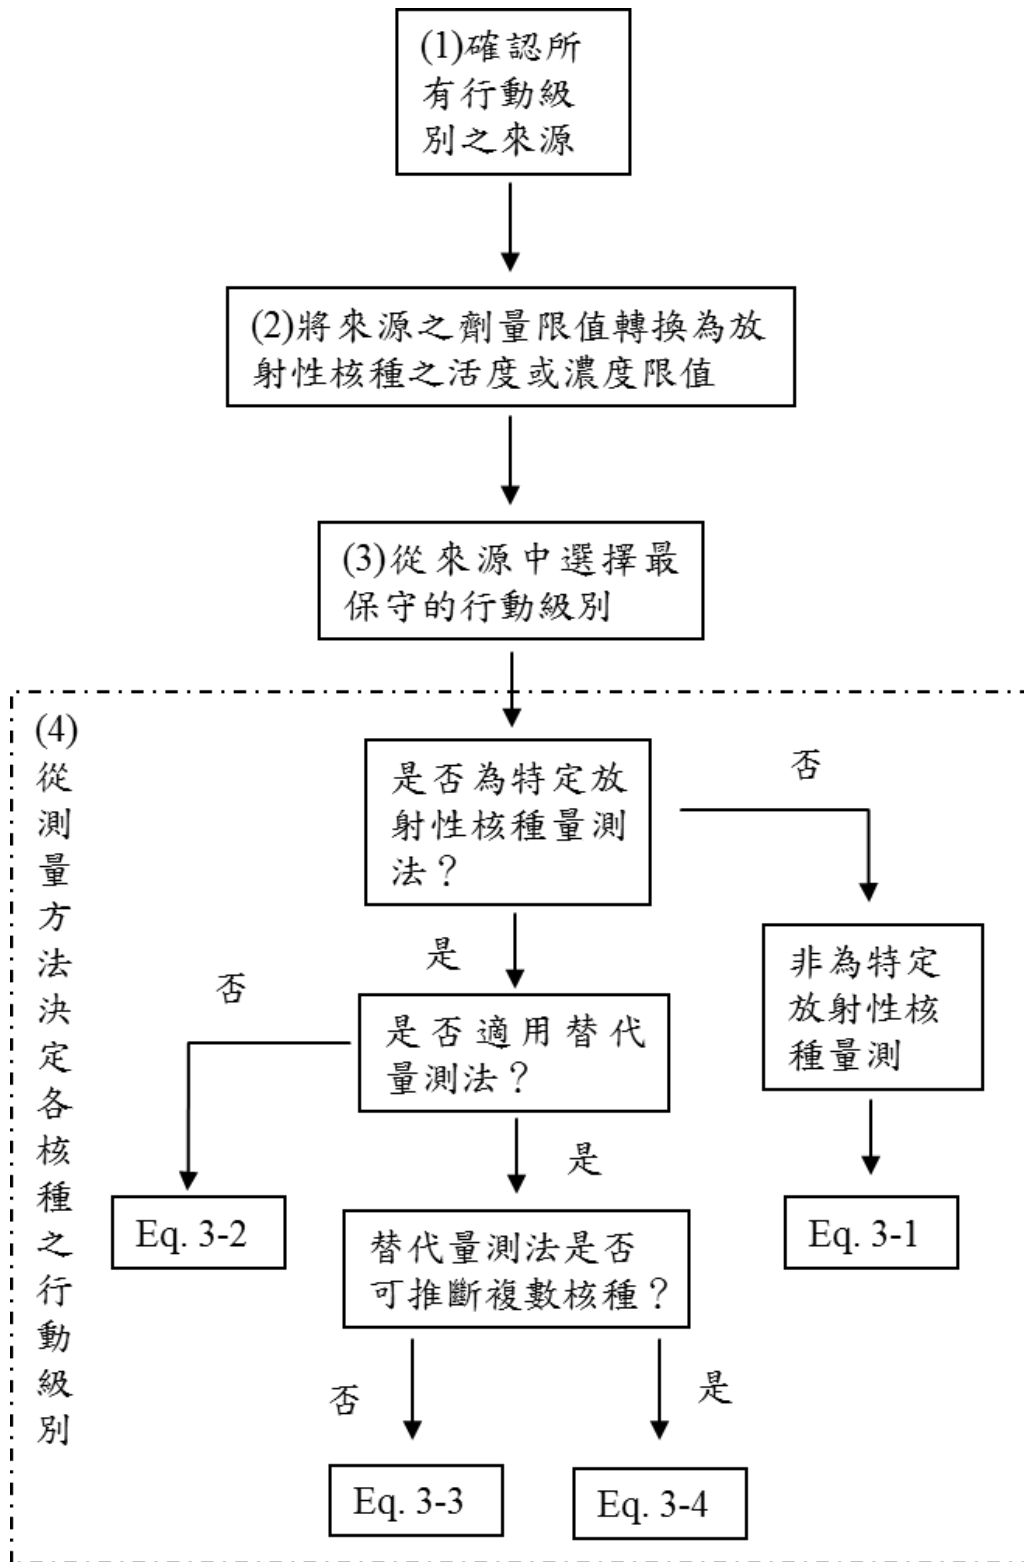 (1)確認所
有行動級
別之來源
(2)將來源之劑量限值轉換為放
射性核種之活度或濃度限值
(3)從來源中選擇最
保守的行動級別
(4)
從
測
量
方
法
決
定
各
核
種
之
行
動
級
別
是否為特定放
射性核種量測
法？
否
非為特定
放射性核
種量測
Eq. 3-1
是
是否適用替代
量測法？
否
Eq. 3-2
是
替代量測法是否
可推斷複數核種？
否
是
Eq. 3-3
Eq. 3-4